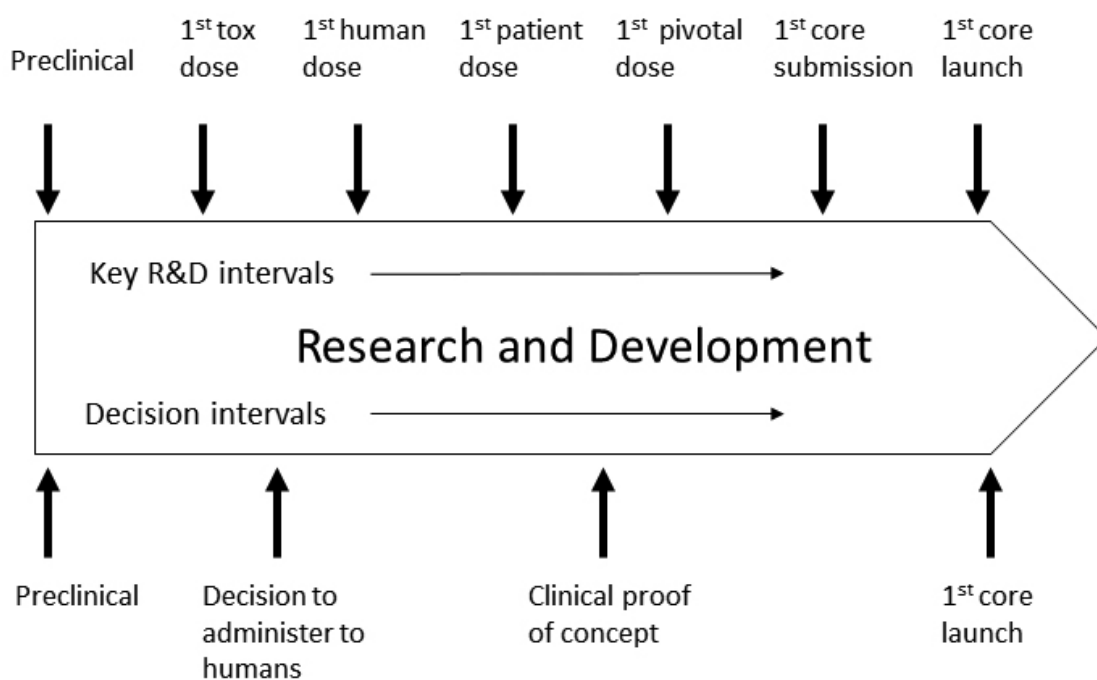 Preclinical
1st tox
dose
1st human
dose
1st patient
dose
1st pivotal
dose
1st core
submission
1st core
launch
Key R&D intervals
Research and Development
Decision intervals
Preclinical
Decision to
administer to
humans
Clinical proof
of concept
1st core
launch